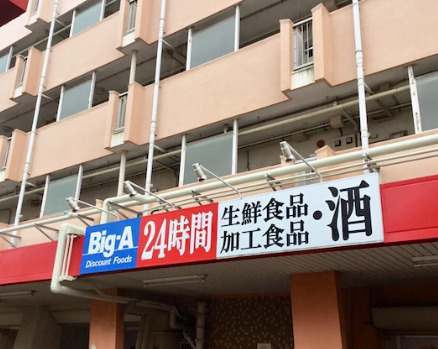 Big-A
Discount Foods
24時間
生鮮食品
加工食品
・酒